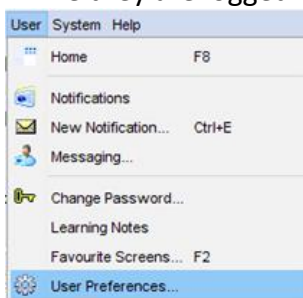 User System Help
Home F8
Notifications
New Notification... Ctrl+E
Messaging...
Change Password...
Learning Notes
Favourite Screens... F2
User Preferences...